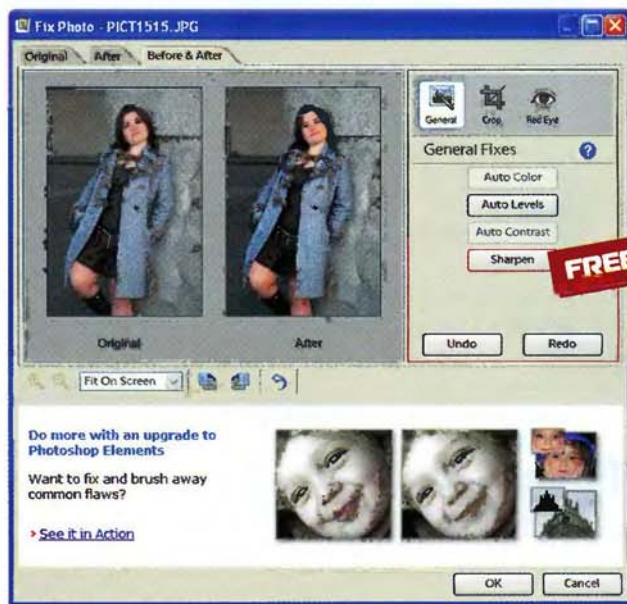 Fix Photo - PICT1515.JPG
Original After Before & After
General Crop Red Eye
General Fixes ?
Auto Color
Auto Levels
Auto Contrast
Sharpen
FREE
Undo Redo
Original After
Fit On Screen
Do more with an upgrade to
Photoshop Elements
Want to fix and brush away
common flaws?
See it in Action
OK Cancel